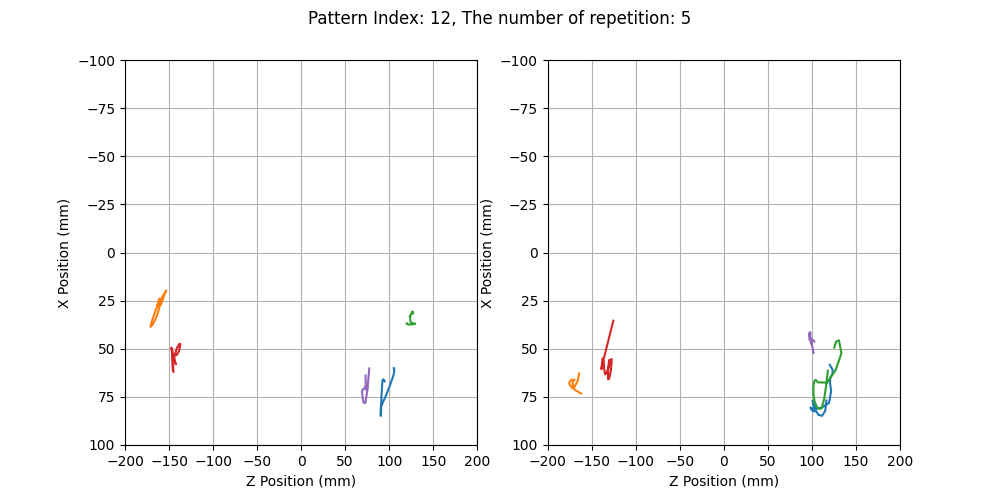 Pattern Index: 12, The number of repetition: 5
−100 −100
−75 −75
−50 −50
−25 −25
X Position (mm) 0 X Position (mm) 0
25 25
50 50
75 75
100 100
−200 −150 −100 −50 0 50 100 150 200 −200 −150 −100 −50 0 50 100 150 200
Z Position (mm) Z Position (mm)